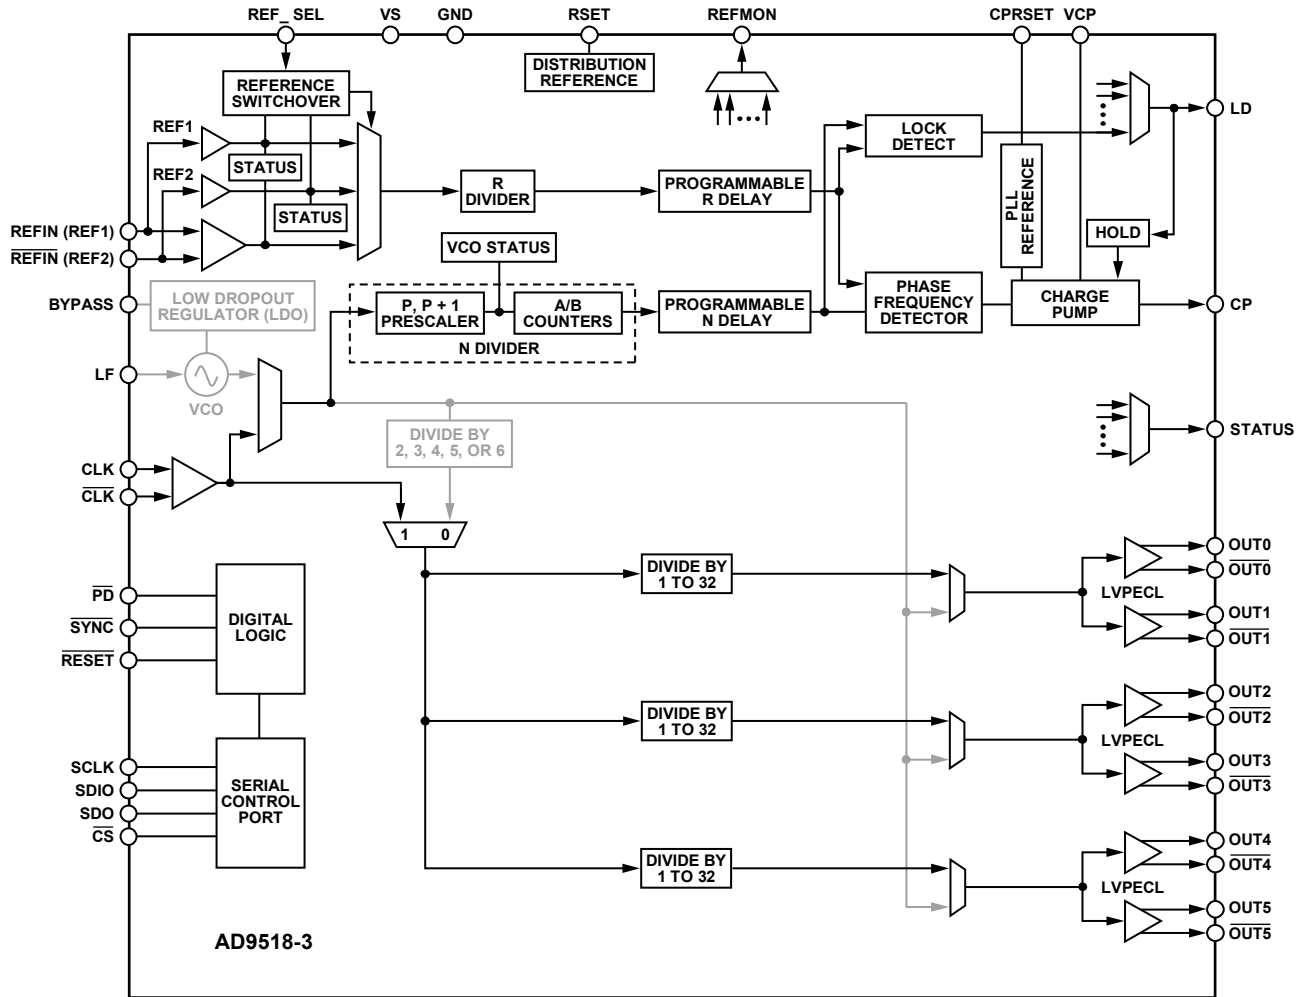 REF_SEL VS GND RSET REFMON CPRSET VCP
DISTRIBUTION
REFERENCE
REFERENCE
SWITCHOVER
REF1
STATUS
REF2
STATUS
R
DIVIDER
PROGRAMMABLE
R DELAY
LOCK
DETECT
LD
PLL
REFERENCE
HOLD
REFIN (REF1)
REFIN (REF2)
VCO STATUS
BYPASS
LOW DROPOUT
REGULATOR (LDO)
P, P + 1
PRESCALER
A/B
COUNTERS
N DIVIDER
PROGRAMMABLE
N DELAY
PHASE
FREQUENCY
DETECTOR
CHARGE
PUMP
CP
LF
VCO
DIVIDE BY
2, 3, 4, 5, OR 6
STATUS
CLK
CLK
1 0
PD
SYNC
RESET
DIGITAL
LOGIC
DIVIDE BY
1 TO 32
LVPECL
OUT0
OUT0
OUT1
OUT1
DIVIDE BY
1 TO 32
LVPECL
OUT2
OUT2
OUT3
OUT3
SCLK
SDIO
SDO
CS
SERIAL
CONTROL
PORT
DIVIDE BY
1 TO 32
LVPECL
OUT4
OUT4
OUT5
OUT5
AD9518-3